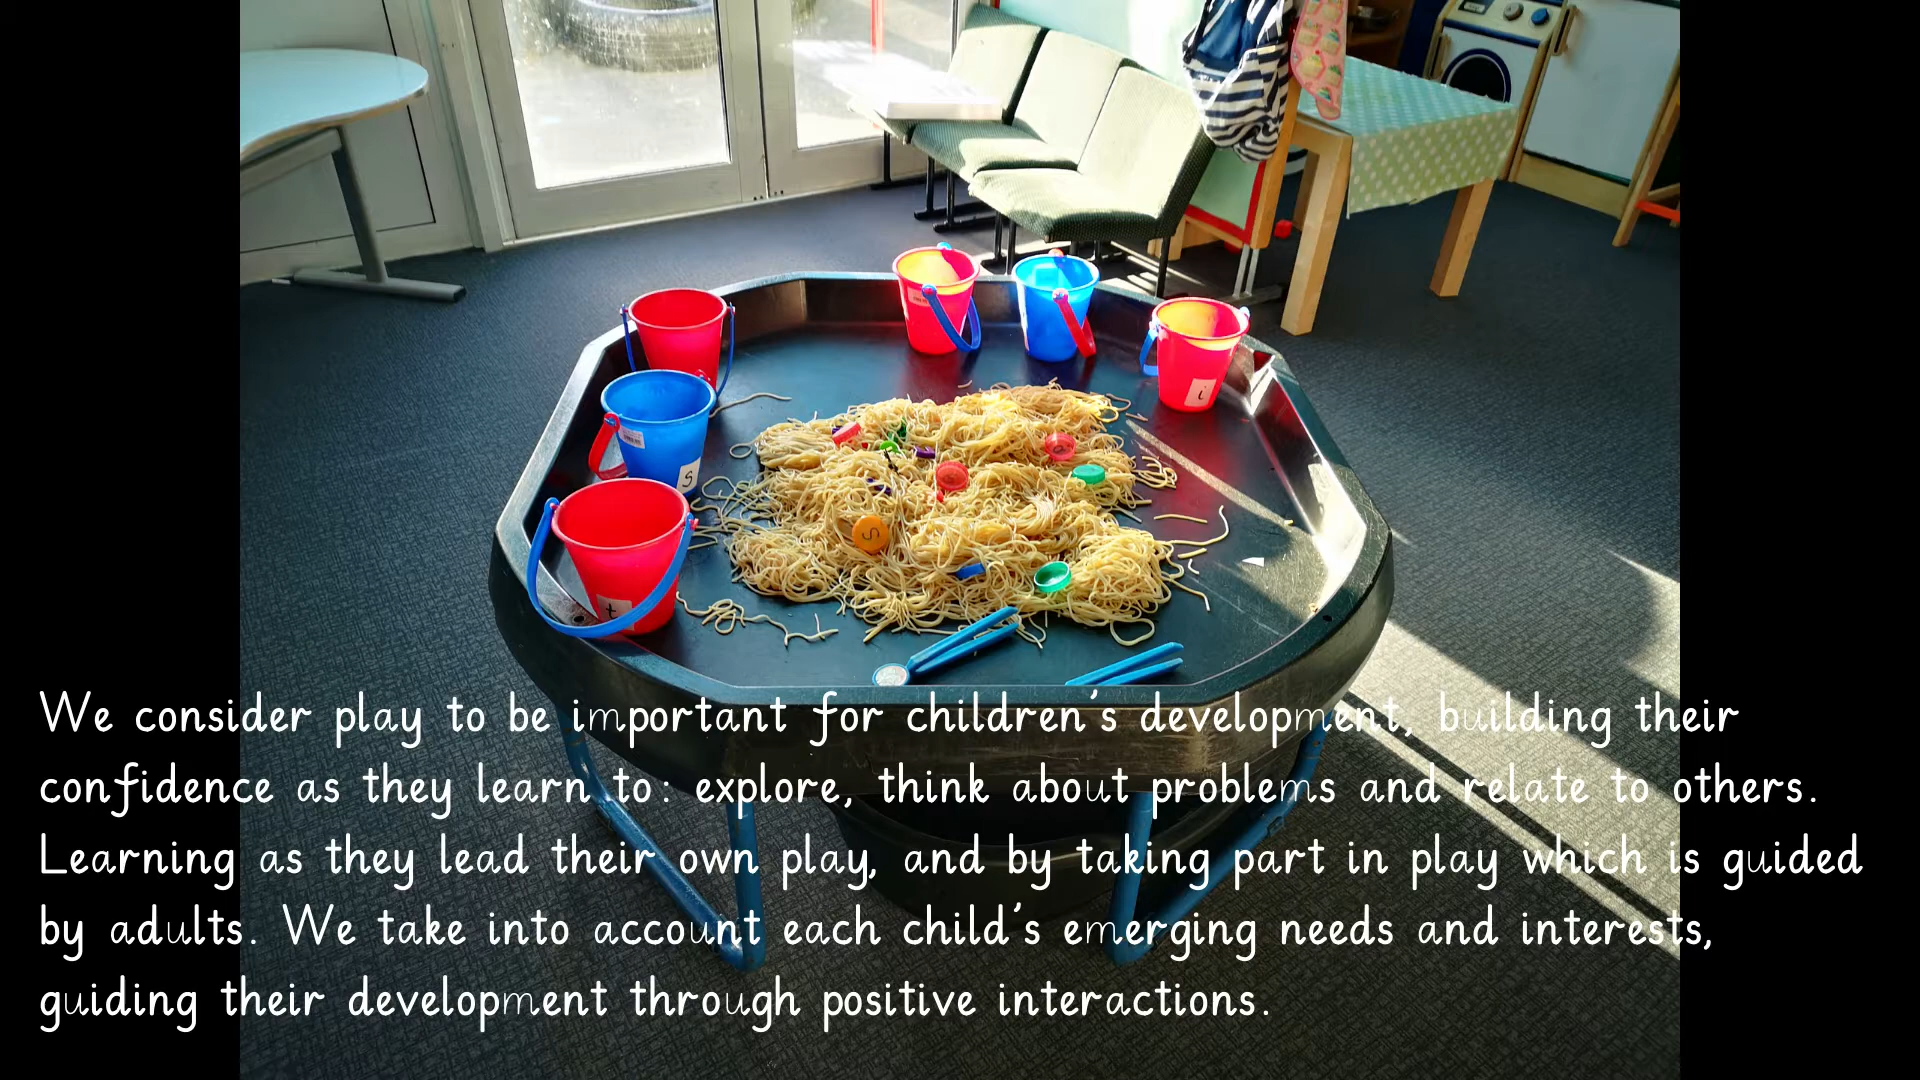 i
s
s
t
We consider play to be important for children's development, building their
confidence as they learn to: explore, think about problems and relate to others.
Learning as they lead their own play, and by taking part in play which is guided
by adults. We take into account each child's emerging needs and interests,
guiding their development through positive interactions.